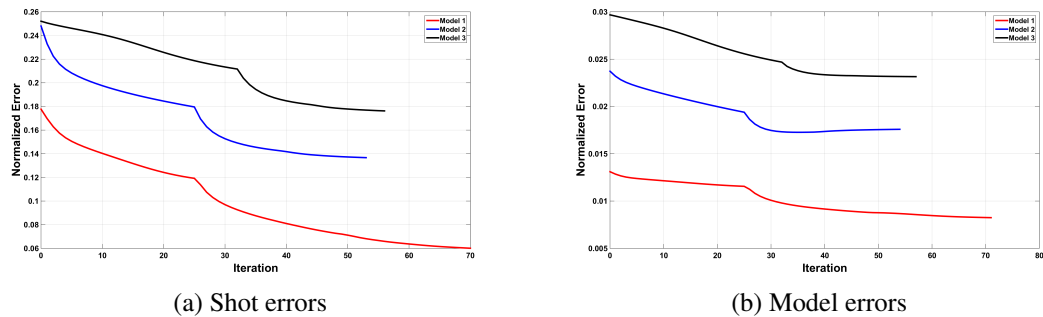 0.26
0.24
0.22
0.2
0.18
0.16
0.14
0.12
0.1
0.08
0.06
Normalized Error
0 10 20 30 40 50 60 70
Iteration
Model 1
Model 2
Model 3
(a) Shot errors
0.03
0.025
0.02
0.015
0.01
0.005
Normalized Error
0 10 20 30 40 50 60 70 80
Iteration
Model 1
Model 2
Model 3
(b) Model errors